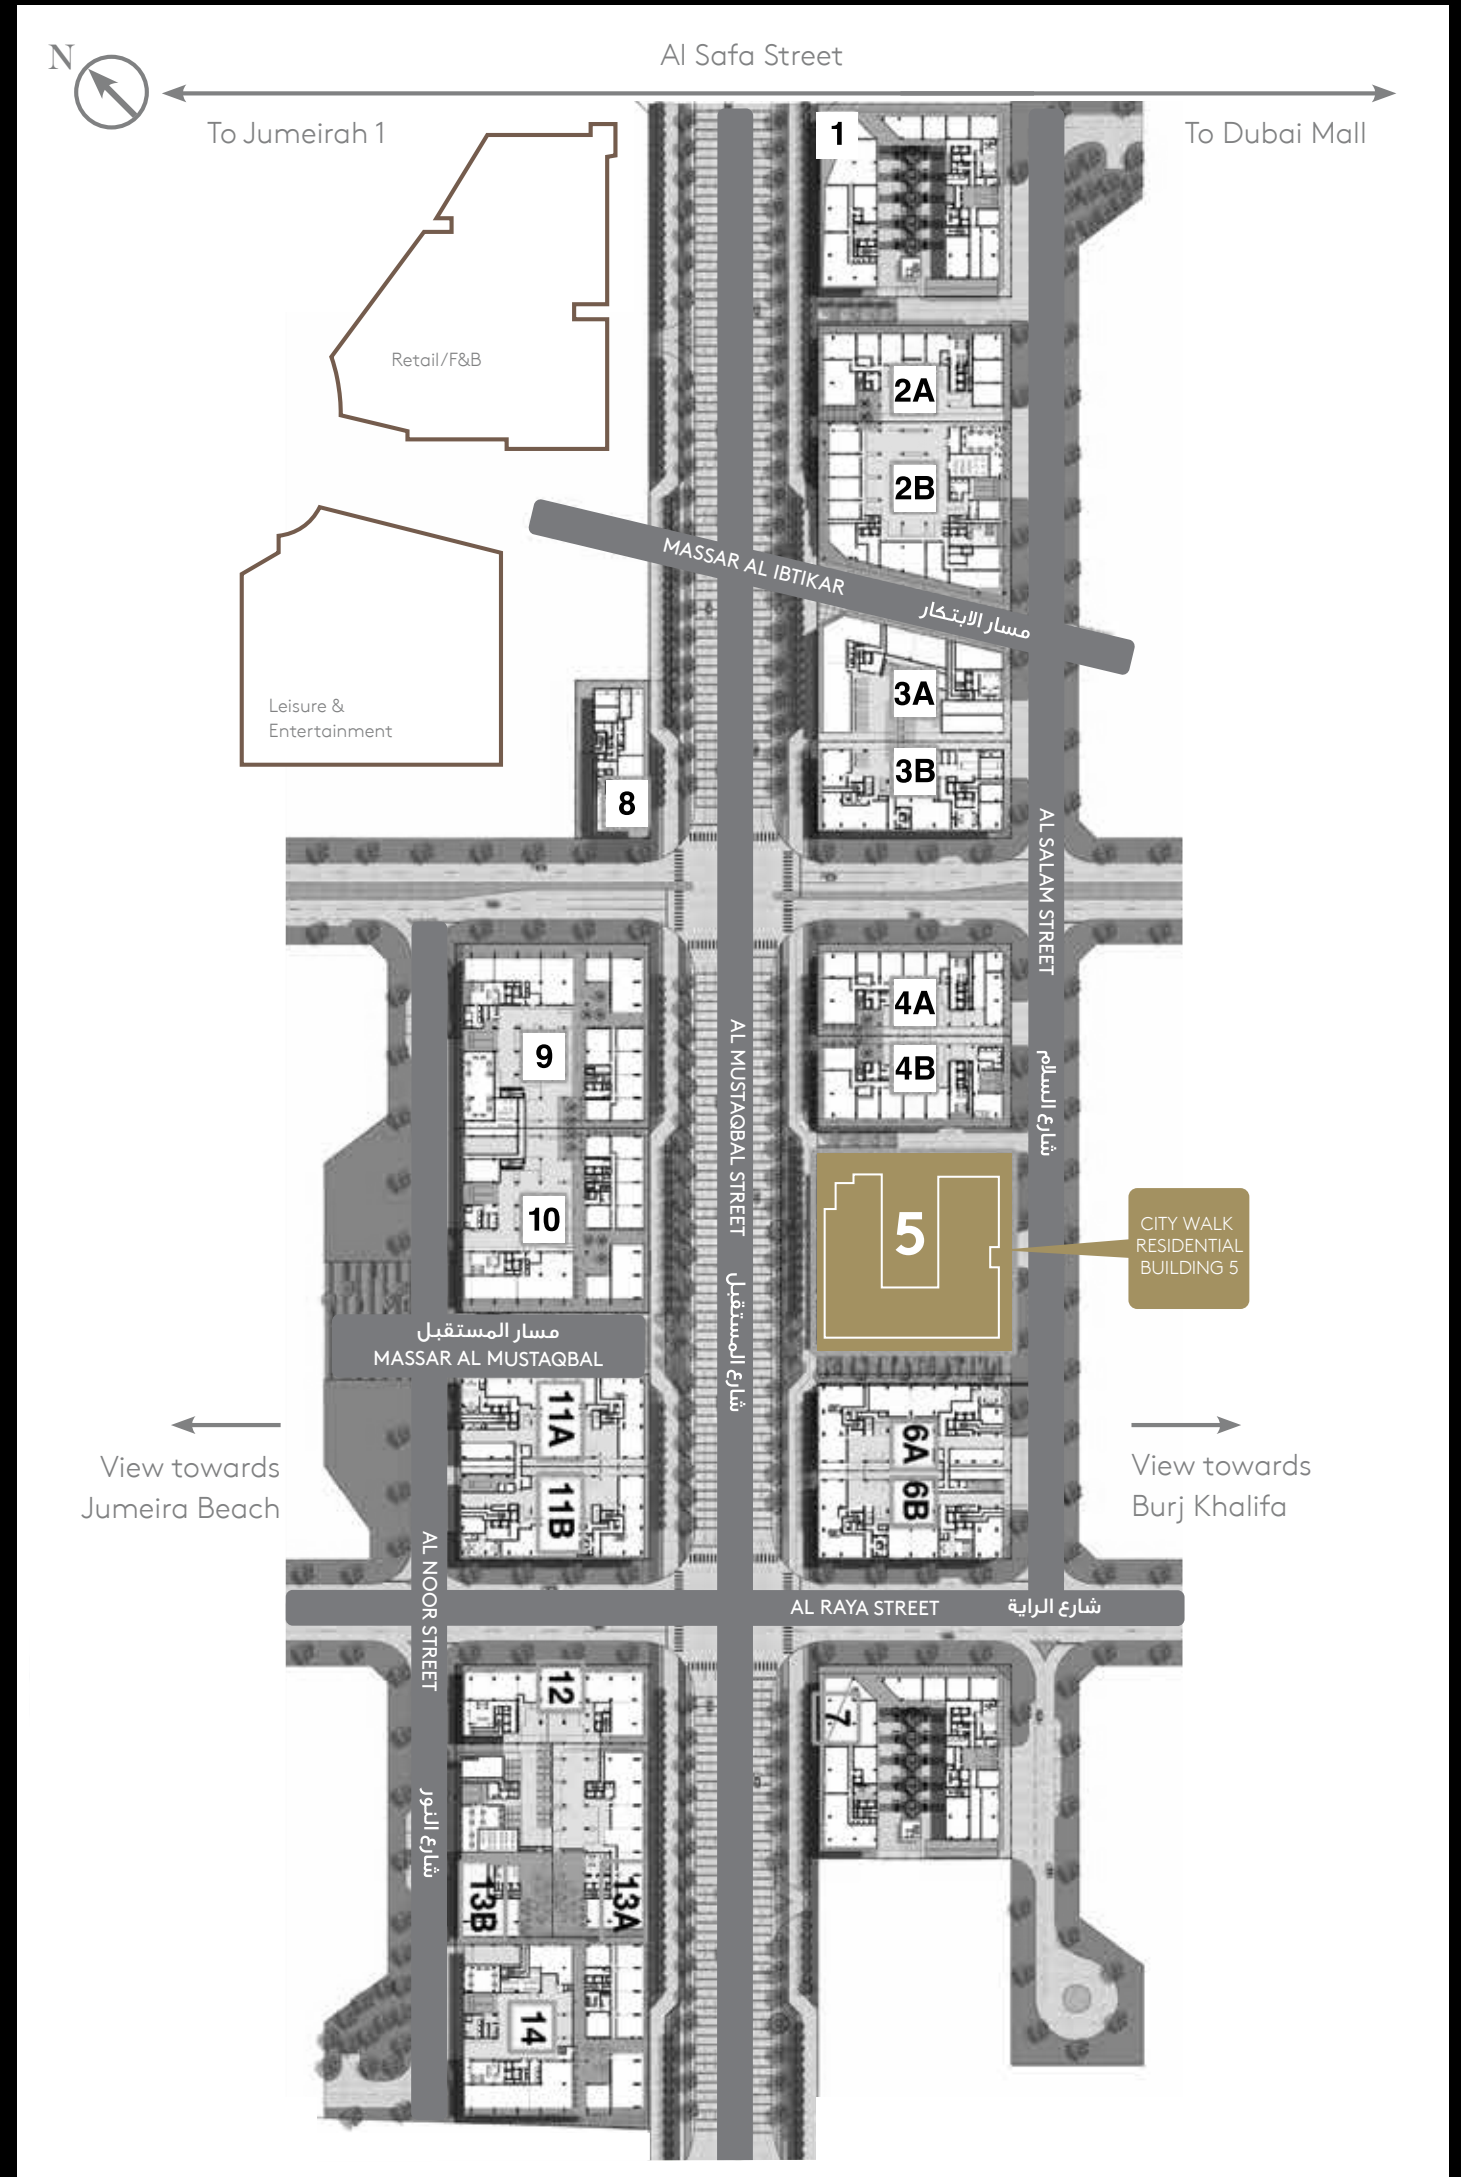 N
Al Safa Street
To Jumeirah 1
To Dubai Mall
1
Retail/F&B
2A
2B
MASSAR AL IBTIKAR
مسار الابتكار
3A
Leisure &
Entertainment
3B
8
AL SALAM STREET
شارع السلام
4A
4B
9
AL MUSTAQBAL STREET
شارع المستقبل
10
5
CITY WALK
RESIDENTIAL
BUILDING 5
مسار المستقبل
MASSAR AL MUSTAQBAL
11A
11B
6A
6B
View towards
Jumeira Beach
View towards
Burj Khalifa
AL NOOR STREET
شارع النور
AL RAYA STREET
شارع الراية
12
7
13B
13A
14